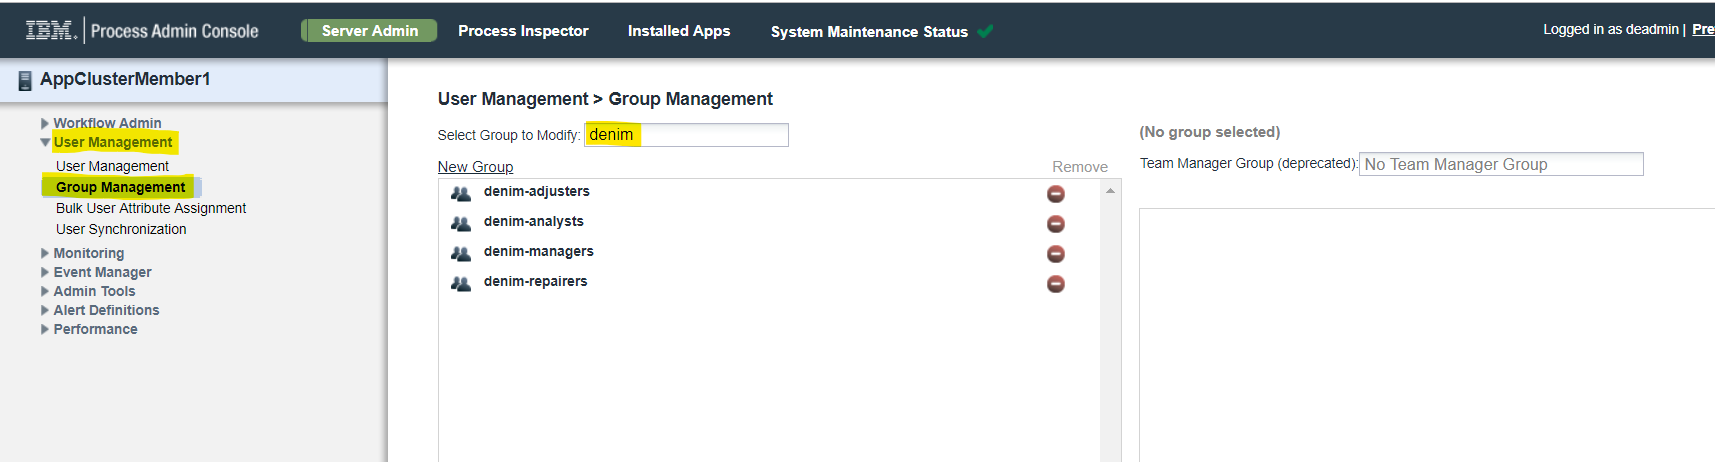 IBM. Process Admin Console
Server Admin
Process Inspector
Installed Apps
System Maintenance Status
Logged in as deadmin | Pre
AppClusterMember1
Workflow Admin
User Management
User Management
Group Management
Bulk User Attribute Assignment
User Synchronization
Monitoring
Event Manager
Admin Tools
Alert Definitions
Performance
User Management > Group Management
Select Group to Modify: denim
New Group
Remove
denim-adjusters
denim-analysts
denim-managers
denim-repairers
(No group selected)
Team Manager Group (deprecated): No Team Manager Group